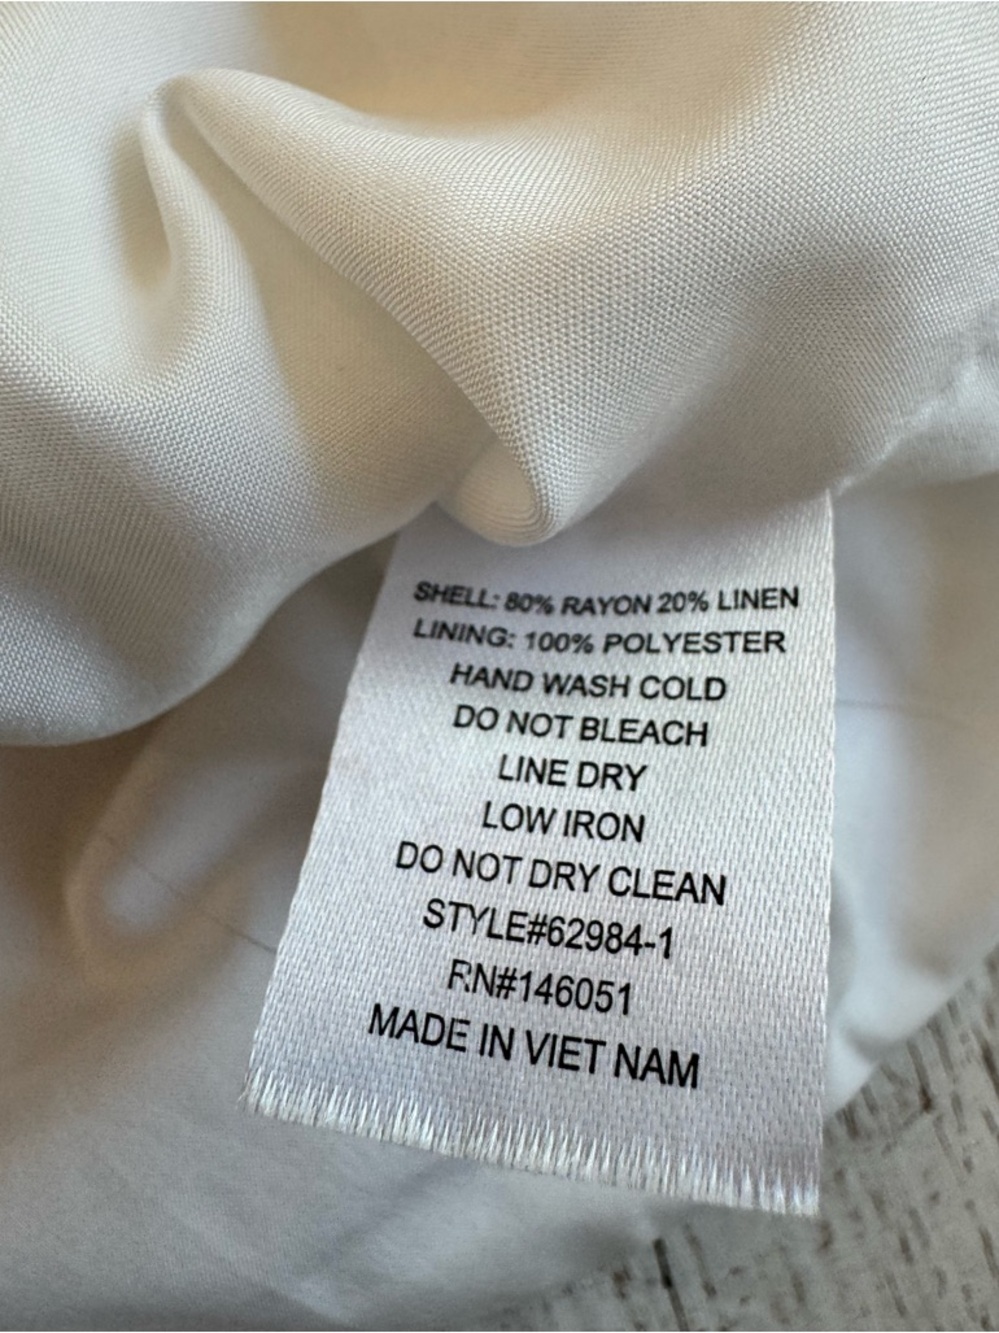 SHELL: 80% RAYON 20% LINEN
LINING: 100% POLYESTER
HAND WASH COLD
DO NOT BLEACH
LINE DRY
LOW IRON
DO NOT DRY CLEAN
STYLE#62984-1
RN#146051
MADE IN VIET NAM